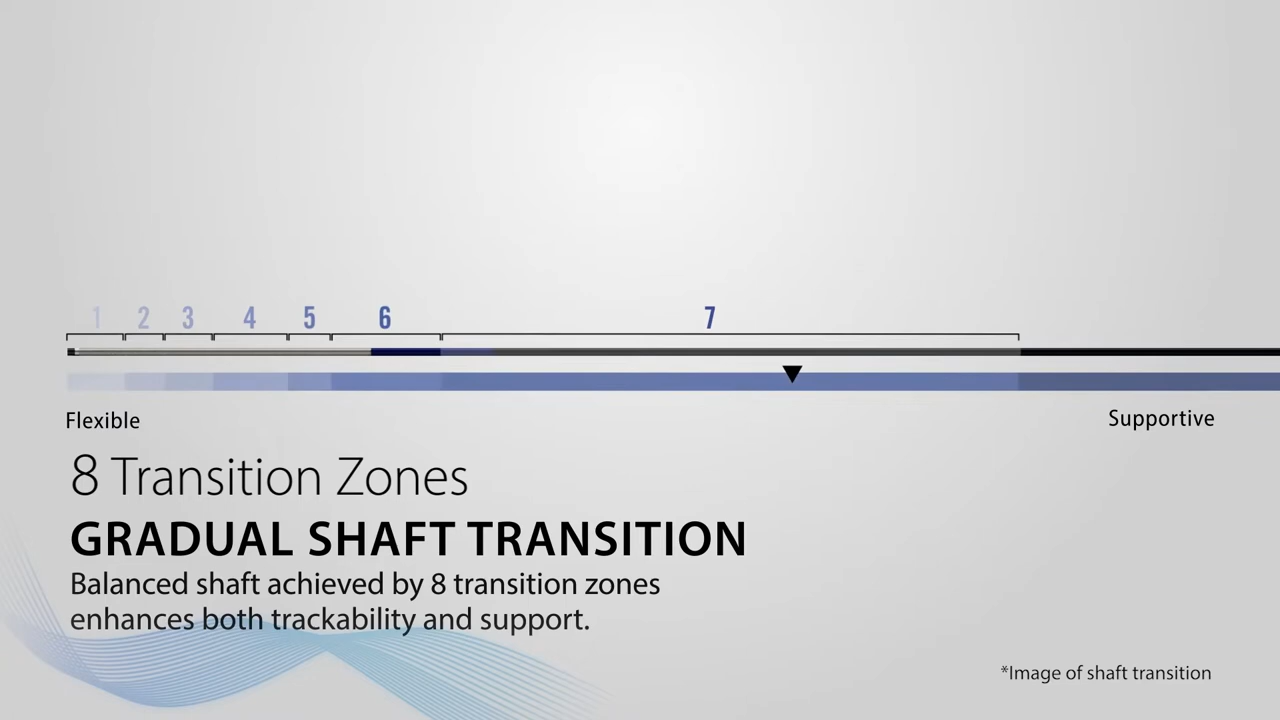 1 2 3 4 5 6 7
Flexible
Supportive
8 Transition Zones
GRADUAL SHAFT TRANSITION
Balanced shaft achieved by 8 transition zones
enhances both trackability and support.
*Image of shaft transition